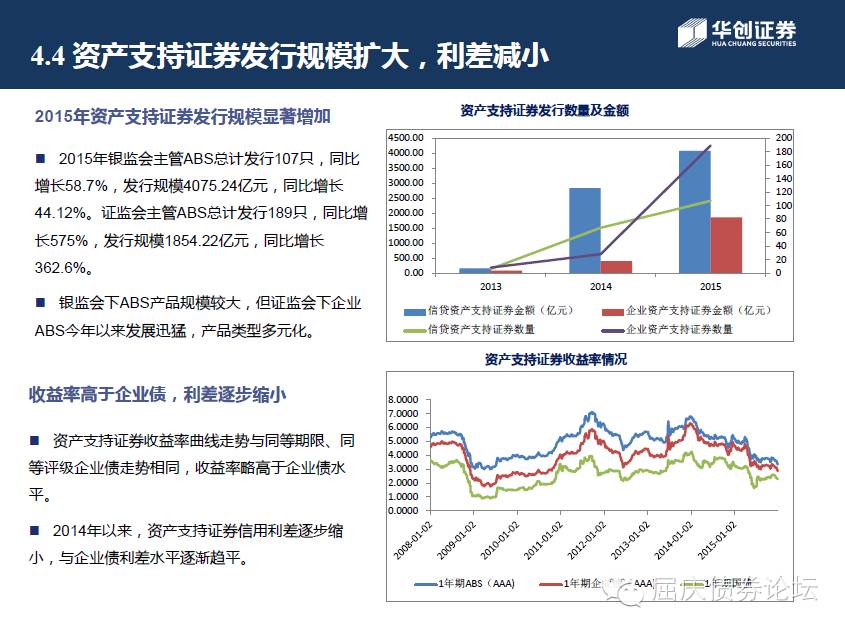 华创证券
HUA CHUANG SECURITIES
4.4 资产支持证券发行规模扩大，利差减小
2015年资产支持证券发行规模显著增加
■ 2015年银监会主管ABS总计发行107只，同比
增长58.7%，发行规模4075.24亿元，同比增长
44.12%。证监会主管ABS总计发行189只，同比增
长575%，发行规模1854.22亿元，同比增长
362.6%。
■ 银监会下ABS产品规模较大，但证监会下企业
ABS今年以来发展迅猛，产品类型多元化。
收益率高于企业债，利差逐步缩小
■ 资产支持证券收益率曲线走势与同等期限、同
等评级企业债走势相同，收益率略高于企业债水
平。
■ 2014年以来，资产支持证券信用利差逐步缩
小，与企业债利差水平逐渐趋平。
资产支持证券发行数量及金额
4500.00
4000.00
3500.00
3000.00
2500.00
2000.00
1500.00
1000.00
500.00
0.00
200
180
160
140
120
100
80
60
40
20
0
2013 2014 2015
信贷资产支持证券金额（亿元） 企业资产支持证券金额（亿元）
信贷资产支持证券数量 企业资产支持证券数量
资产支持证券收益率情况
8.0000
7.0000
6.0000
5.0000
4.0000
3.0000
2.0000
1.0000
0.0000
2008-01-02 2009-01-02 2010-01-02 2011-01-02 2012-01-02 2013-01-02 2014-01-02 2015-01-02
1年期ABS（AAA) 1年期企 (AAA) 1年期国债
屈庆债券论坛